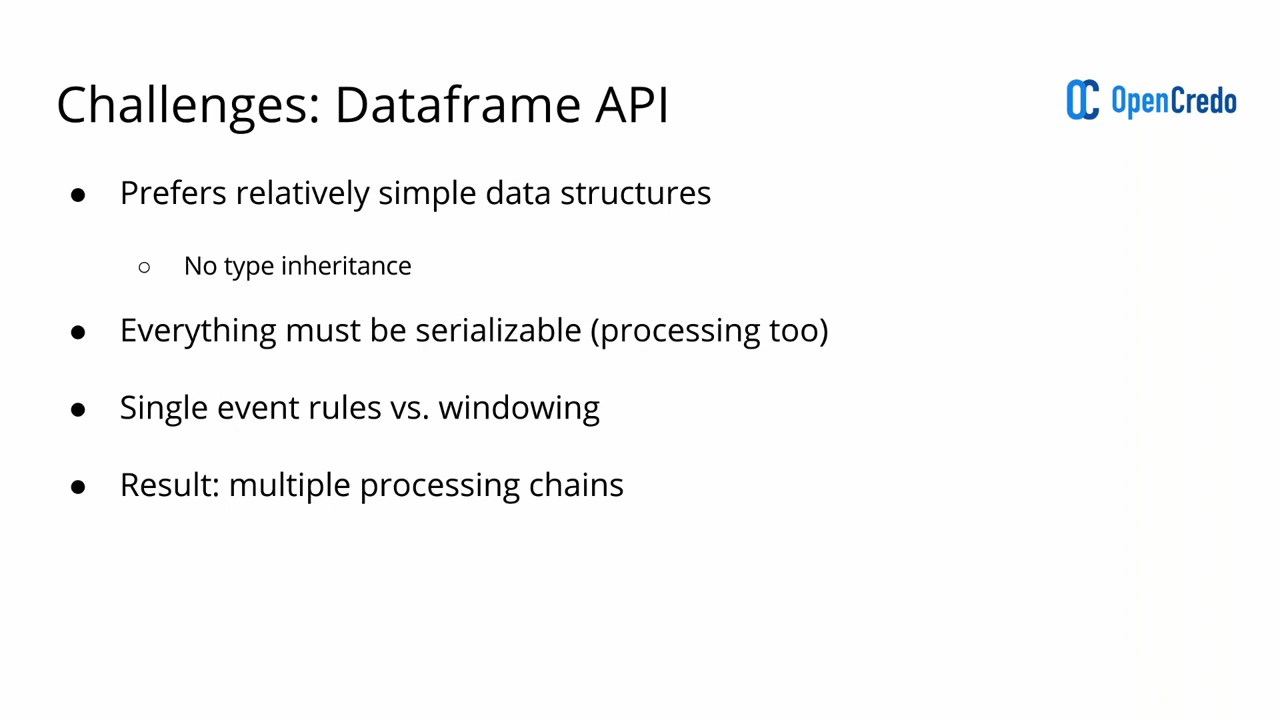 Challenges: Dataframe API
OC OpenCredo
● Prefers relatively simple data structures
○ No type inheritance
● Everything must be serializable (processing too)
● Single event rules vs. windowing
● Result: multiple processing chains